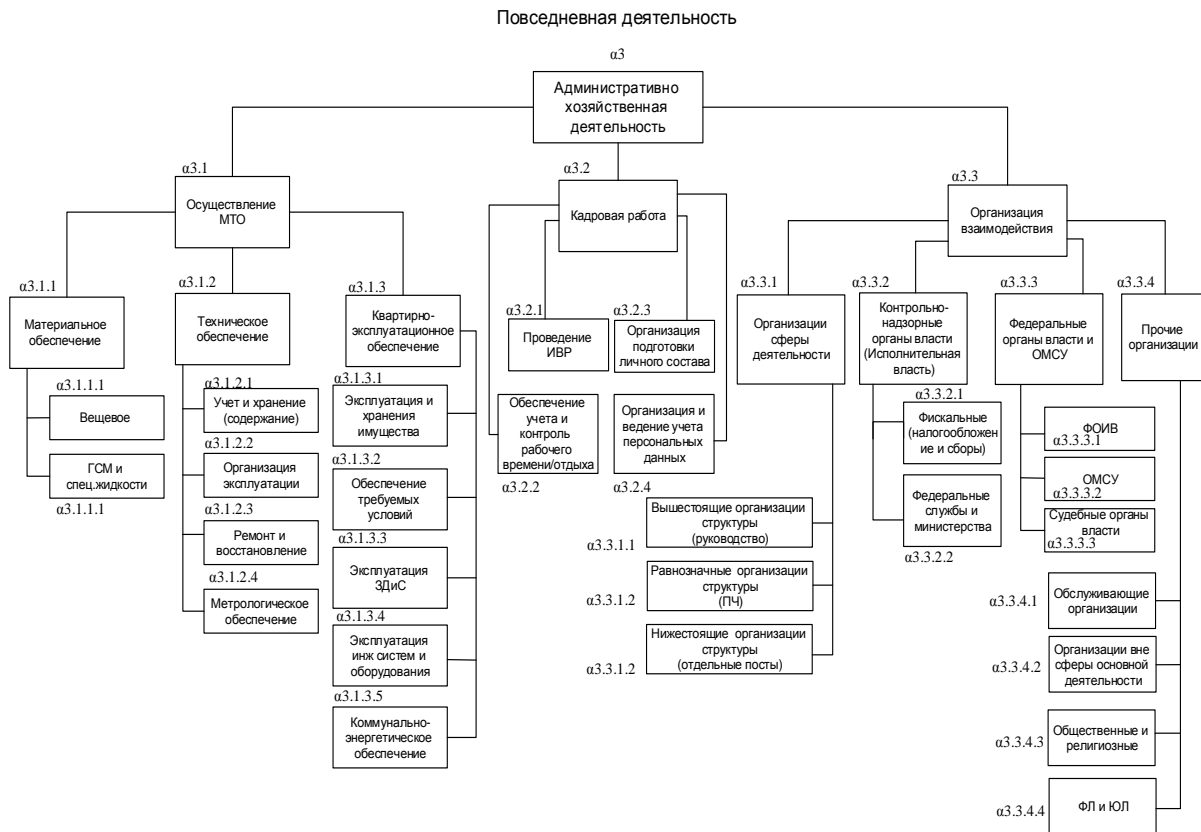 Повседневная деятельность
α3
Административно
хозяйственная
деятельность
α3.1
Осуществление
МТО
α3.2
Кадровая работа
α3.3
Организация
взаимодействия
α3.1.1
Материальное
обеспечение
α3.1.2
Техническое
обеспечение
α3.1.3
Квартирно-
эксплуатационное
обеспечение
α3.2.1
Проведение
ИВР
α3.2.3
Организация
подготовки
личного состава
α3.3.1
Организации
сферы
деятельности
α3.3.2
Контрольно-
надзорные
органы власти
(Исполнительная
власть)
α3.3.3
Федеральные
органы власти и
ОМСУ
α3.3.4
Прочие
организации
α3.1.1.1
Вещевое
ГСМ и
спец.жидкости
α3.1.1.1
α3.1.2.1
Учет и хранение
(содержание)
α3.1.2.2
Организация
эксплуатации
α3.1.2.3
Ремонт и
восстановление
α3.1.2.4
Метрологическое
обеспечение
α3.1.3.1
Эксплуатация и
хранения
имущества
α3.1.3.2
Обеспечение
требуемых
условий
α3.1.3.3
Эксплуатация
ЗДиС
α3.1.3.4
Эксплуатация
инж систем и
оборудования
α3.1.3.5
Коммунально-
энергетическое
обеспечение
Обеспечение
учета и
контроль
рабочего
времени/отдыха
α3.2.2
Организация и
ведение учета
персональных
данных
α3.2.4
Вышестоящие организации
структуры
(руководство)
α3.3.1.1
Равнозначные организации
структуры
(ПЧ)
α3.3.1.2
Нижестоящие организации
структуры
(отдельные посты)
α3.3.1.2
α3.3.2.1
Фискальные
(налогообложен
ие и сборы)
Федеральные
службы и
министерства
α3.3.2.2
ФОИВ
α3.3.3.1
ОМСУ
α3.3.3.2
Судебные органы
власти
α3.3.3.3
α3.3.4.1
Обслуживающие
организации
α3.3.4.2
Организации вне
сферы основной
деятельности
α3.3.4.3
Общественные и
религиозные
α3.3.4.4
ФЛ и ЮЛ